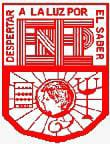 DESPERTAR A LA LUZ POR EL SABER
ENP